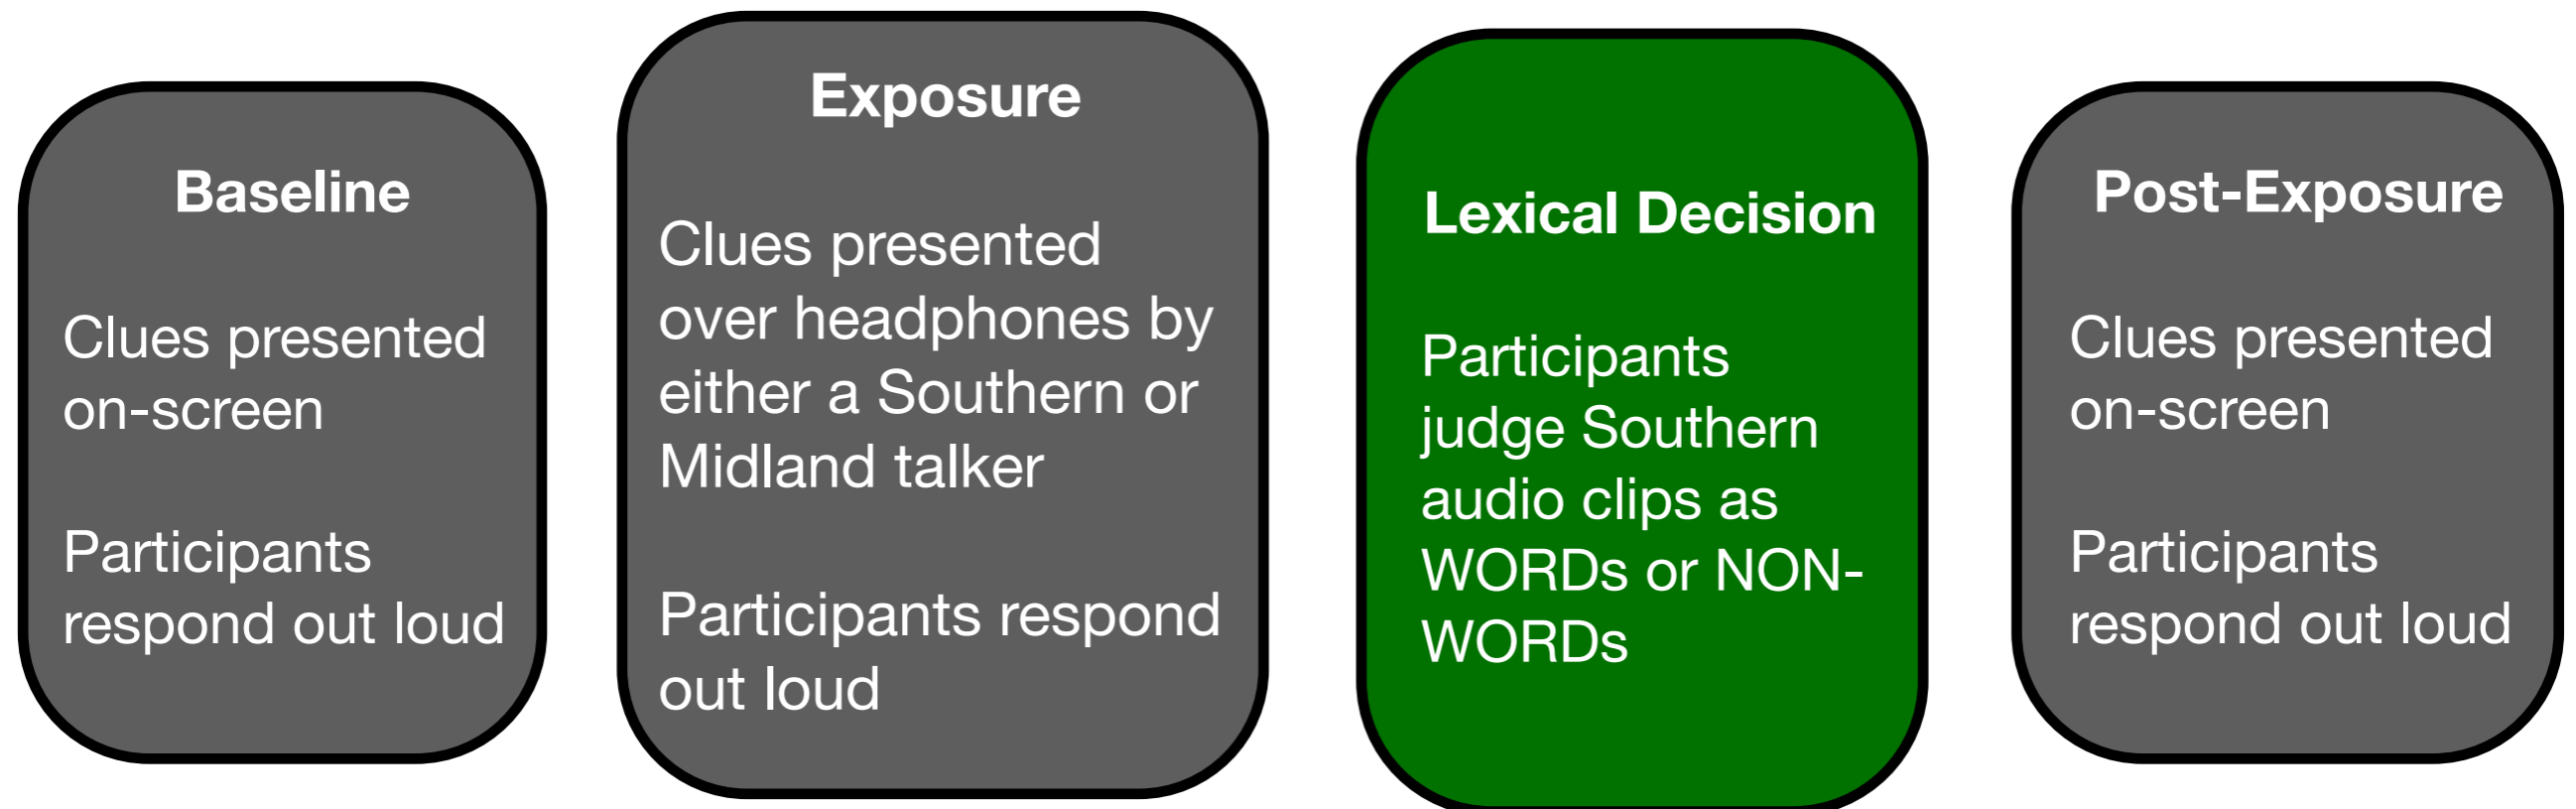 Baseline
Clues presented
on-screen
Participants
respond out loud
Exposure
Clues presented
over headphones by
either a Southern or
Midland talker
Participants respond
out loud
Lexical Decision
Participants
judge Southern
audio clips as
WORDs or NON-
WORDs
Post-Exposure
Clues presented
on-screen
Participants
respond out loud